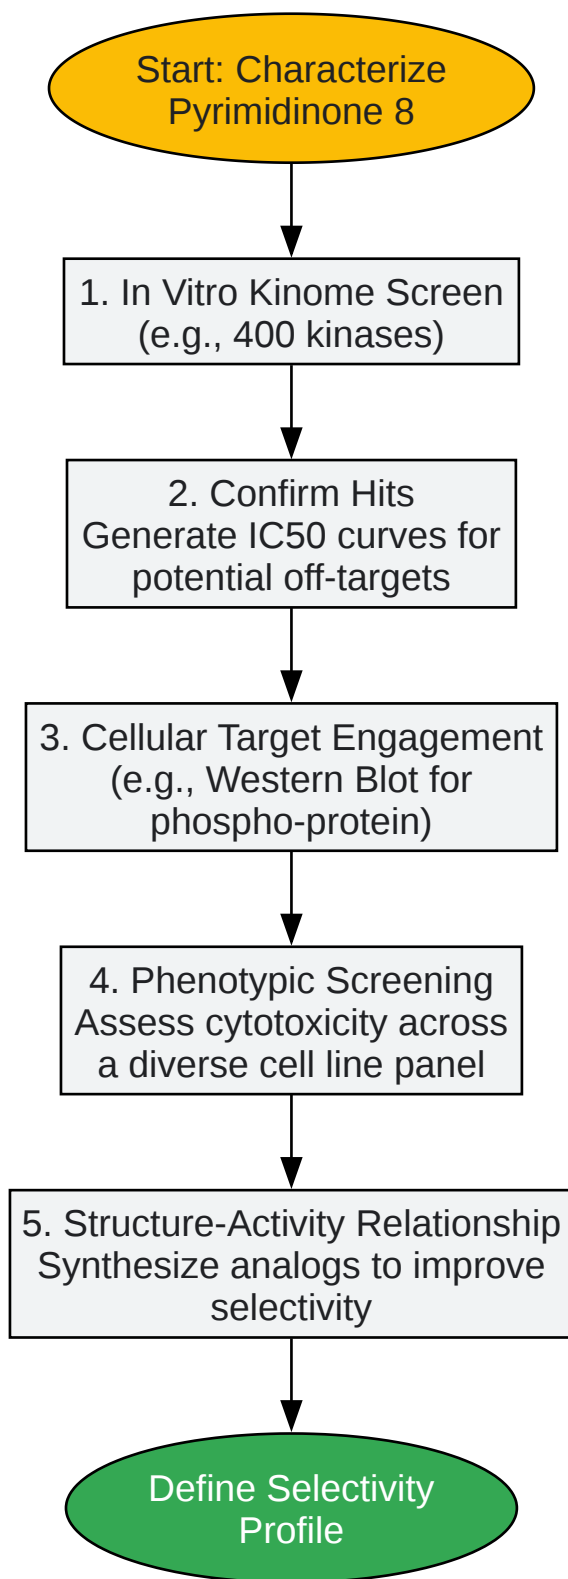 Start: Characterize
Pyrimidinone 8
1. In Vitro Kinome Screen
(e.g., 400 kinases)
2. Confirm Hits
Generate IC50 curves for
potential off-targets
3. Cellular Target Engagement
(e.g., Western Blot for
phospho-protein)
4. Phenotypic Screening
Assess cytotoxicity across
a diverse cell line panel
5. Structure-Activity Relationship
Synthesize analogs to improve
selectivity
Define Selectivity
Profile